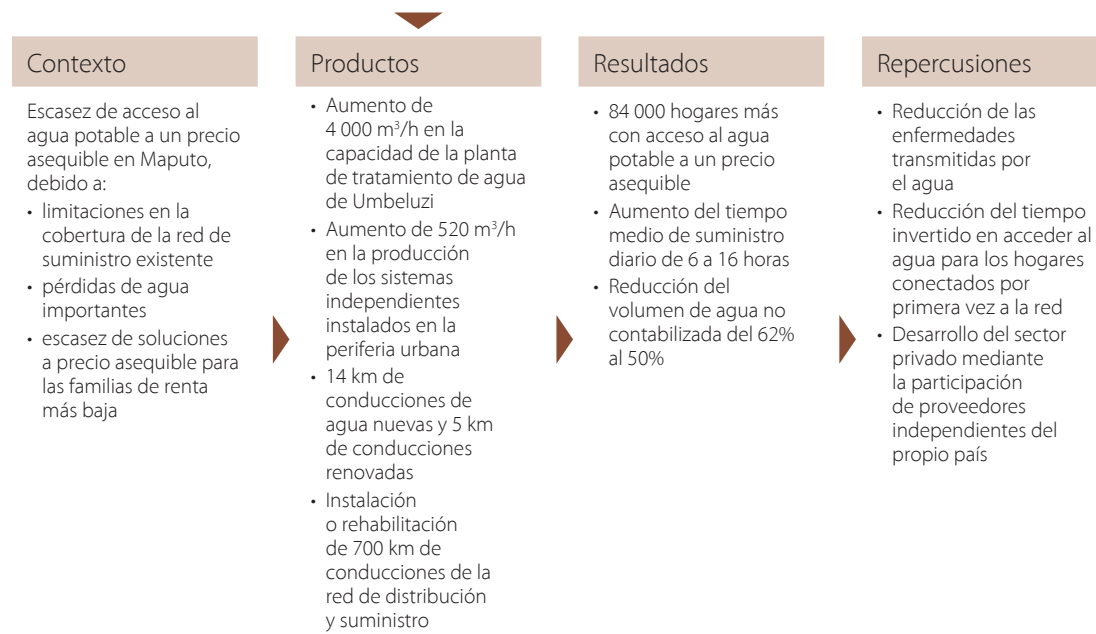 Contexto
Escasez de acceso al
agua potable a un precio
asequible en Maputo,
debido a:
• limitaciones en la
cobertura de la red de
suministro existente
• pérdidas de agua
importantes
• escasez de soluciones
a precio asequible para
las familias de renta
más baja
Productos
• Aumento de
4 000 m³/h en la
capacidad de la planta
de tratamiento de agua
de Umbeluzi
• Aumento de 520 m³/h
en la producción
de los sistemas
independientes
instalados en la
periferia urbana
• 14 km de
conducciones de
agua nuevas y 5 km
de conducciones
renovadas
• Instalación
o rehabilitación
de 700 km de
conducciones de la
red de distribución
y suministro
Resultados
• 84 000 hogares más
con acceso al agua
potable a un precio
asequible
• Aumento del tiempo
medio de suministro
diario de 6 a 16 horas
• Reducción del
volumen de agua no
contabilizada del 62%
al 50%
Repercusiones
• Reducción de las
enfermedades
transmitidas por
el agua
• Reducción del tiempo
invertido en acceder al
agua para los hogares
conectados por
primera vez a la red
• Desarrollo del sector
privado mediante
la participación
de proveedores
independientes del
propio país